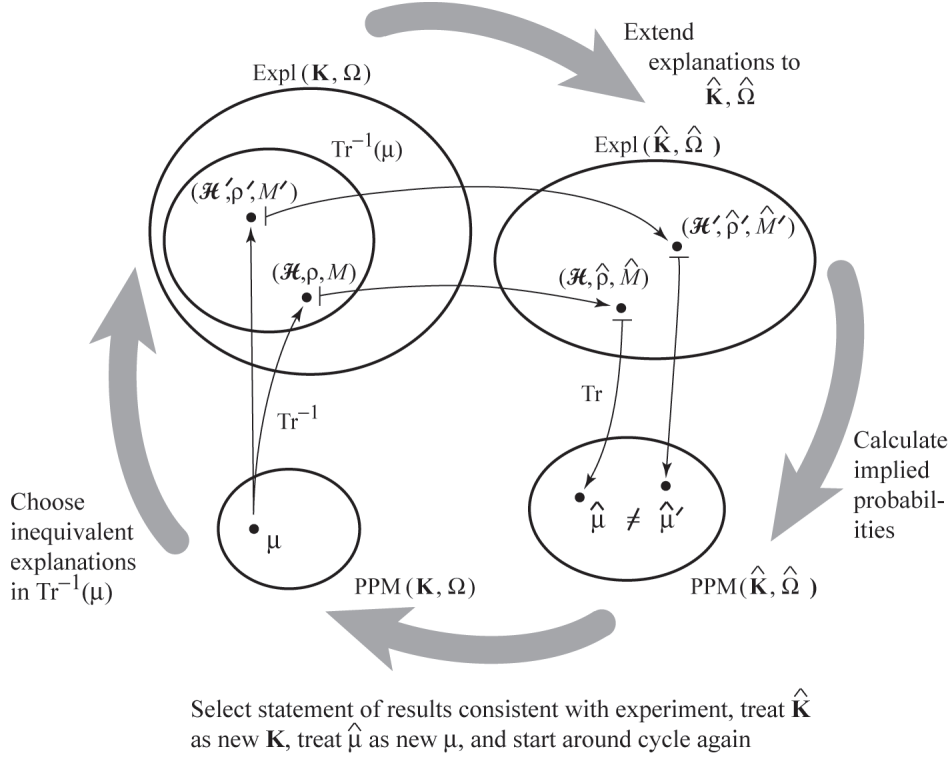 Extend
explanations to
K̂, Ω̂
Expl (K, Ω)
Expl (K̂, Ω̂ )
Tr⁻¹(μ)
(ℋ′,ρ′,M′)
(ℋ′,ρ̂′,M̂′)
(ℋ,ρ,M)
(ℋ,ρ̂,M̂)
Tr
Tr⁻¹
Calculate
implied
probabil-
ities
Choose
inequivalent
explanations
in Tr⁻¹(μ)
μ
μ̂ ≠ μ̂′
PPM (K, Ω)
PPM(K̂, Ω̂ )
Select statement of results consistent with experiment, treat K̂
as new K, treat μ̂ as new μ, and start around cycle again